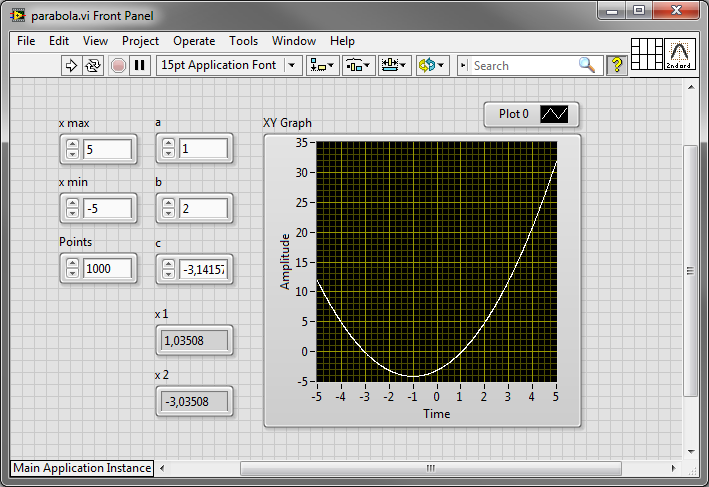 parabola.vi Front Panel
File Edit View Project Operate Tools Window Help
15pt Application Font
Search
?
2nd ord
Plot 0
x max
5
a
1
XY Graph
x min
-5
b
2
Points
1000
c
-3,14157
x 1
1,03508
x 2
-3,03508
Amplitude
35
30
25
20
15
10
5
0
-5
-5 -4 -3 -2 -1 0 1 2 3 4 5
Time
Main Application Instance